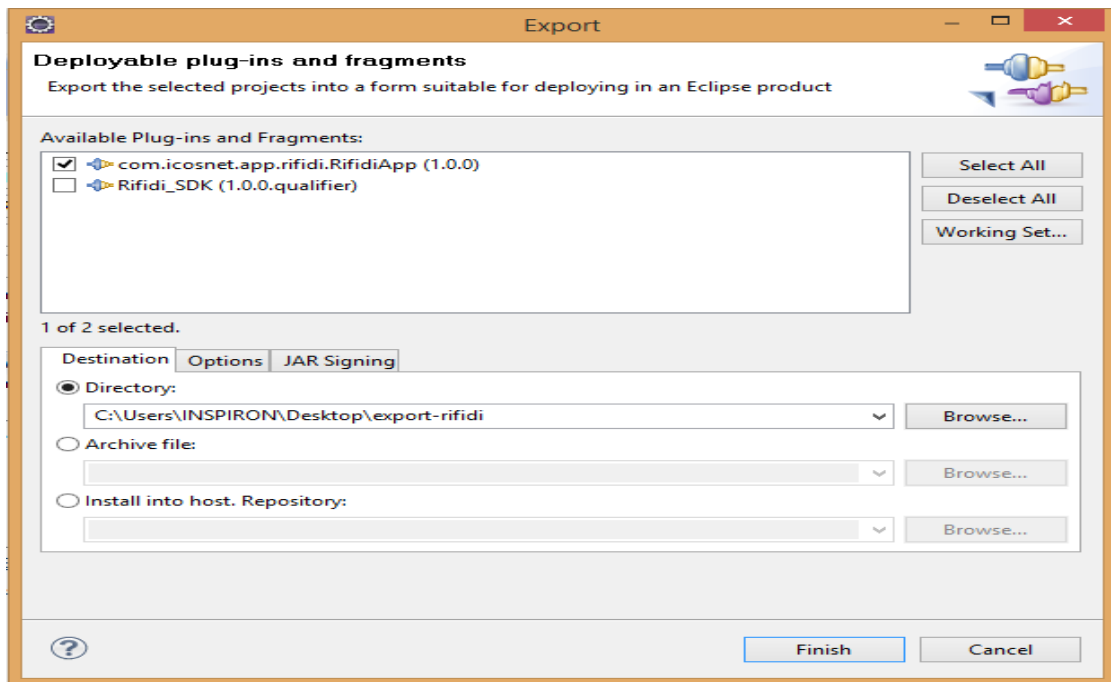 Export
Deployable plug-ins and fragments
Export the selected projects into a form suitable for deploying in an Eclipse product
Available Plug-ins and Fragments:
com.icosnet.app.rifidi.RifidiApp (1.0.0)
Rifidi_SDK (1.0.0.qualifier)
Select All
Deselect All
Working Set...
1 of 2 selected.
Destination Options JAR Signing
Directory:
C:\Users\INSPIRON\Desktop\export-rifidi Browse...
Archive file:
Browse...
Install into host. Repository:
Browse...
Finish Cancel